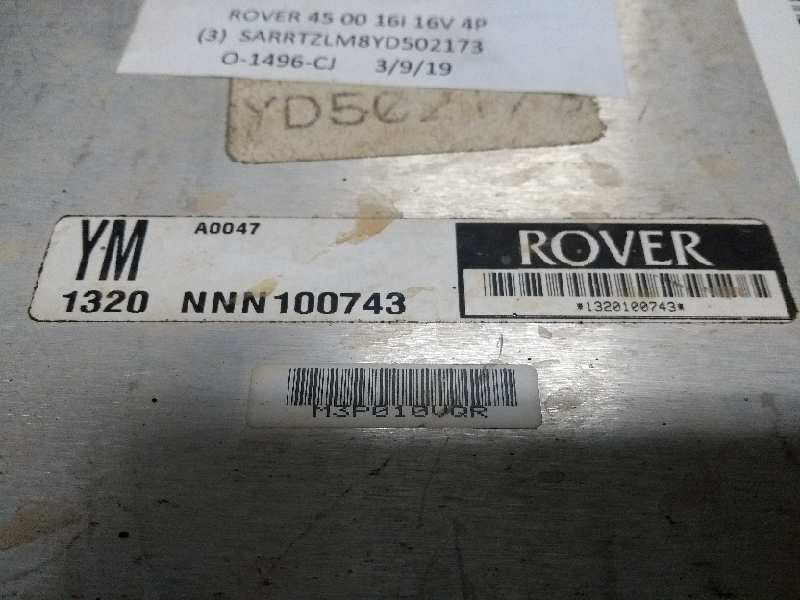 ROVER 45 00 16I 16V 4P
(3) SARRTZLM8YD502173
O-1496-CJ 3/9/19
YM
A0047
ROVER
1320 NNN100743
*1320100743*
M3P010VQR